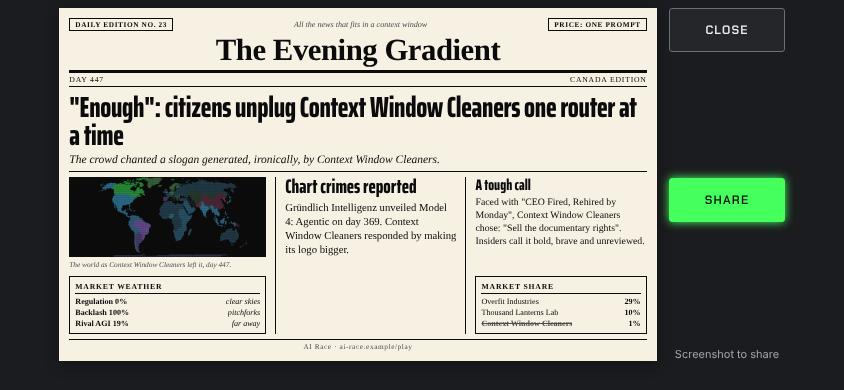 DAILY EDITION NO. 23
All the news that fits in a context window
PRICE: ONE PROMPT
The Evening Gradient
DAY 447
CANADA EDITION
"Enough": citizens unplug Context Window Cleaners one router at
a time
The crowd chanted a slogan generated, ironically, by Context Window Cleaners.
The world as Context Window Cleaners left it, day 447.
MARKET WEATHER
Regulation 0% clear skies
Backlash 100% pitchforks
Rival AGI 19% far away
Chart crimes reported
Gründlich Intelligenz unveiled Model
4: Agentic on day 369. Context
Window Cleaners responded by making
its logo bigger.
A tough call
Faced with "CEO Fired, Rehired by
Monday", Context Window Cleaners
chose: "Sell the documentary rights".
Insiders call it bold, brave and unreviewed.
MARKET SHARE
Overfit Industries 29%
Thousand Lanterns Lab 10%
Context Window Cleaners 1%
AI Race · ai-race.example/play
CLOSE
SHARE
Screenshot to share